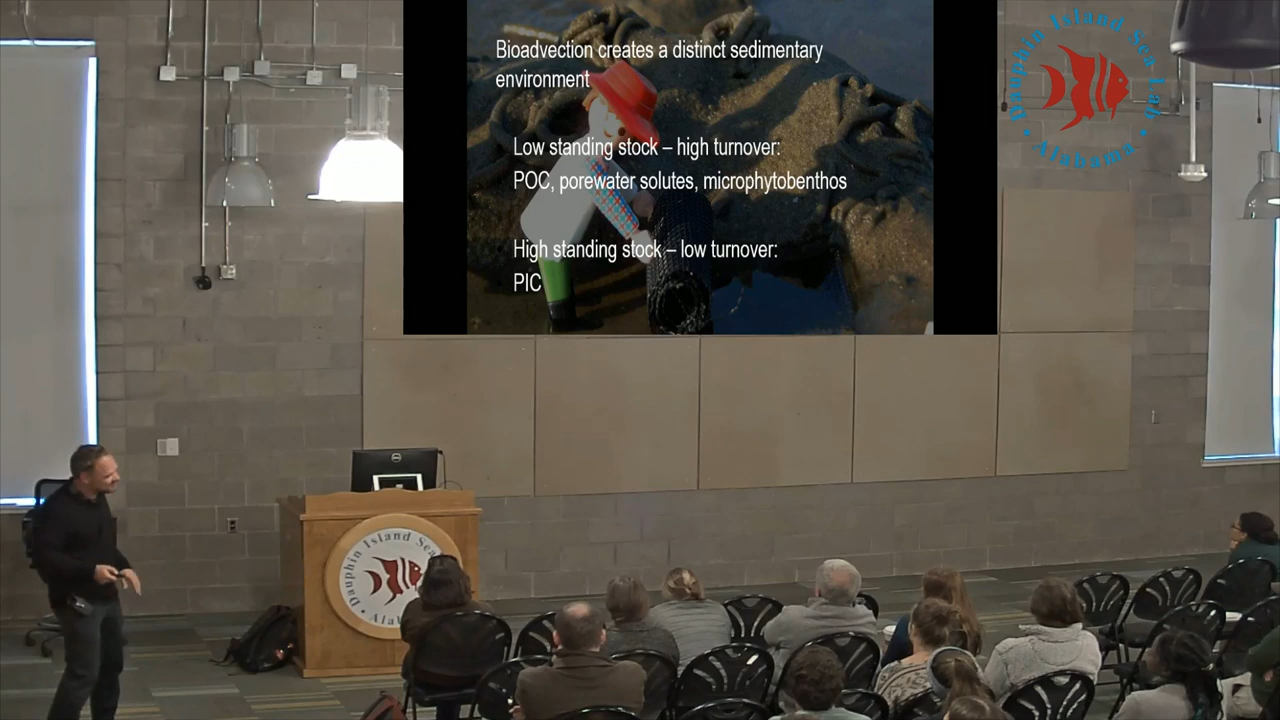 Bioadvection creates a distinct sedimentary
environment
Low standing stock – high turnover:
POC, porewater solutes, microphytobenthos
High standing stock – low turnover:
PIC
Dauphin Island Sea Lab
Alabama
DELL
Dauphin Island Sea